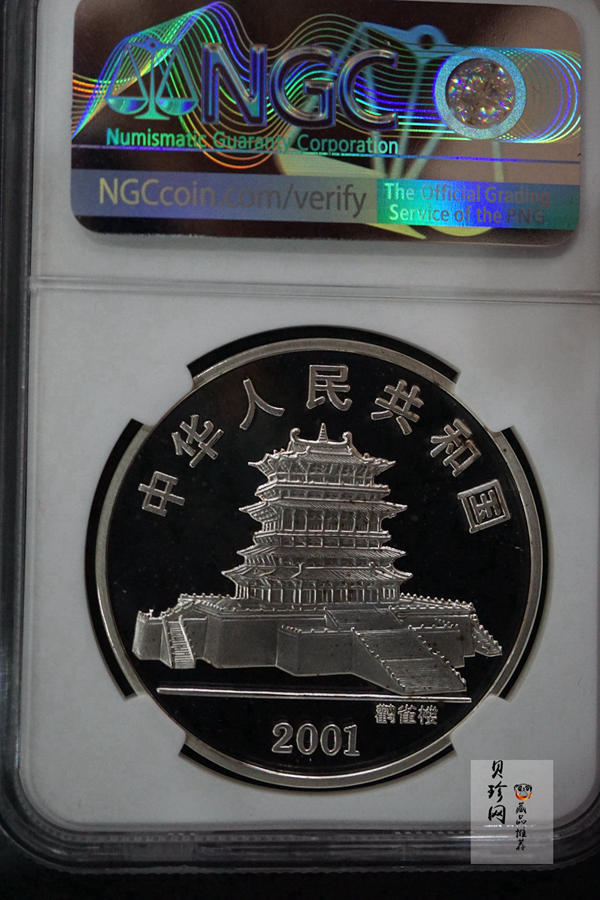 NGC
Numismatic Guaranty Corporation
NGCcoin.com/verify
The Official Grading
Service of the PNG
中华人民共和国
鹳雀楼
2001
贝珍网
藏品推荐